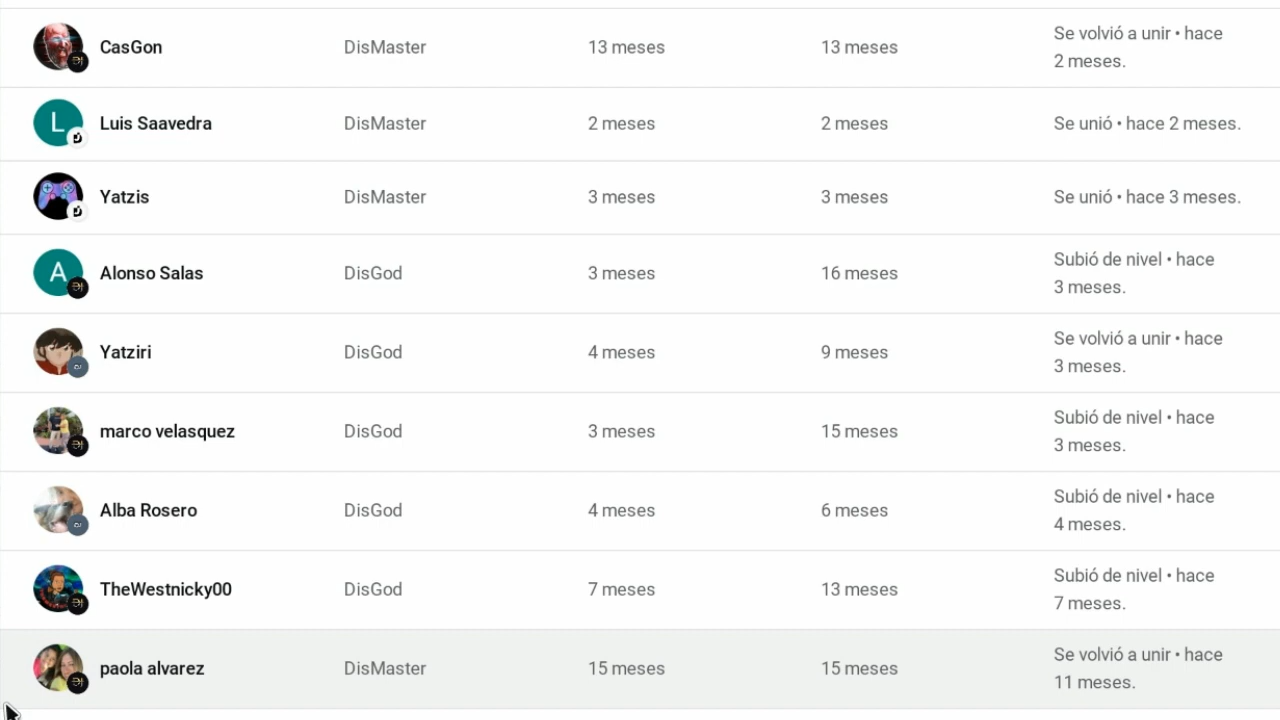 CasGon DisMaster 13 meses 13 meses Se volvió a unir • hace
2 meses.
L Luis Saavedra DisMaster 2 meses 2 meses Se unió • hace 2 meses.
Yatzis DisMaster 3 meses 3 meses Se unió • hace 3 meses.
A Alonso Salas DisGod 3 meses 16 meses Subió de nivel • hace
3 meses.
Yatziri DisGod 4 meses 9 meses Se volvió a unir • hace
3 meses.
marco velasquez DisGod 3 meses 15 meses Subió de nivel • hace
3 meses.
Alba Rosero DisGod 4 meses 6 meses Subió de nivel • hace
4 meses.
TheWestnicky00 DisGod 7 meses 13 meses Subió de nivel • hace
7 meses.
paola alvarez DisMaster 15 meses 15 meses Se volvió a unir • hace
11 meses.